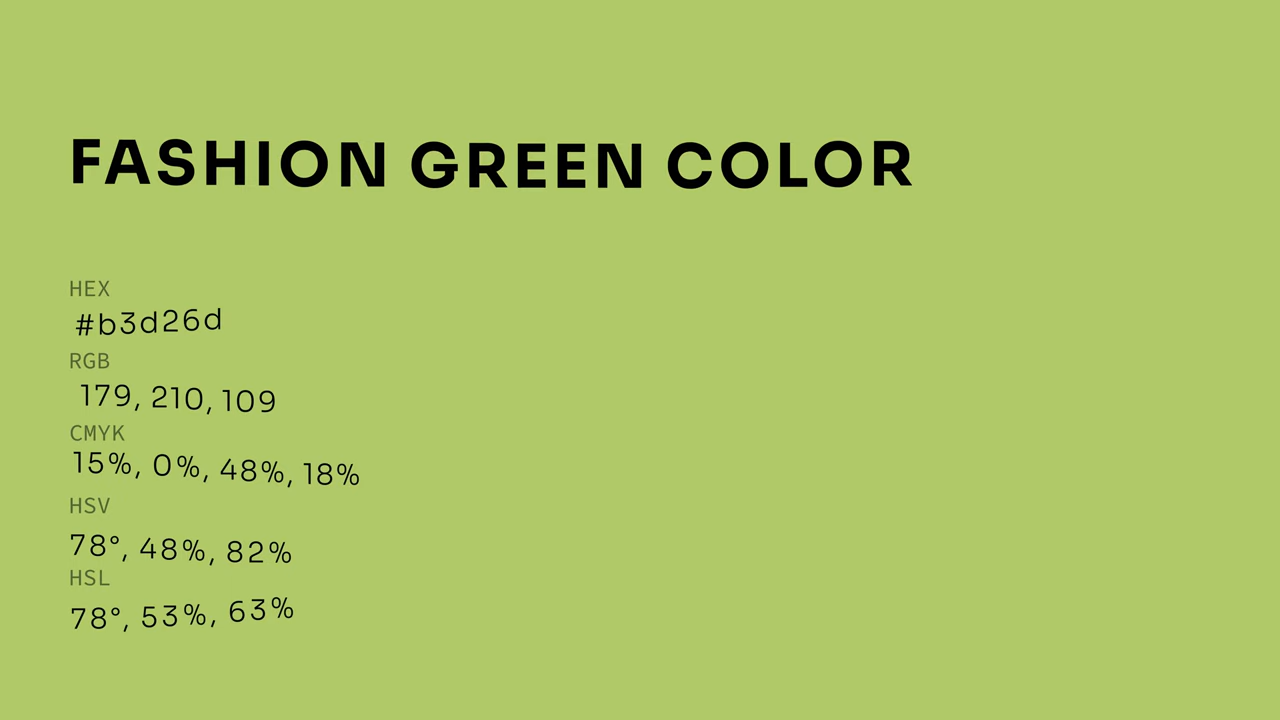 FASHION GREEN COLOR
HEX
#b3d26d
RGB
179, 210, 109
CMYK
15%, 0%, 48%, 18%
HSV
78°, 48%, 82%
HSL
78°, 53%, 63%